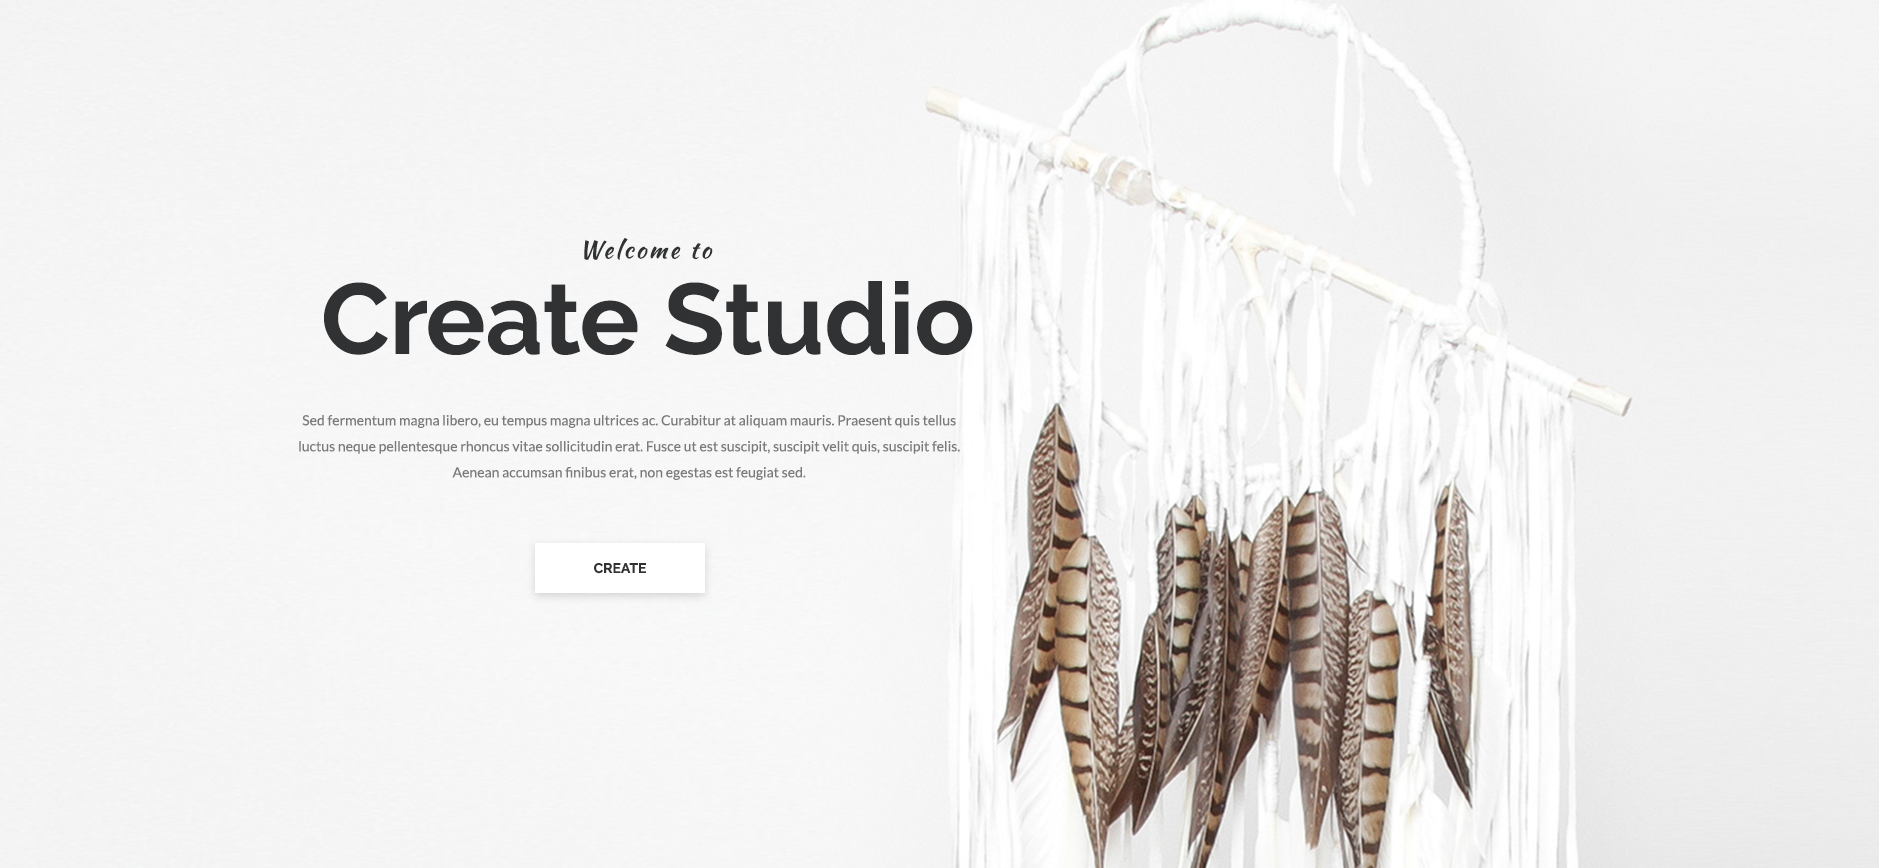 Welcome to
Create Studio
Sed fermentum magna libero, eu tempus magna ultrices ac. Curabitur at aliquam mauris. Praesent quis tellus
luctus neque pellentesque rhoncus vitae sollicitudin erat. Fusce ut est suscipit, suscipit velit quis, suscipit felis.
Aenean accumsan finibus erat, non egestas est feugiat sed.
CREATE